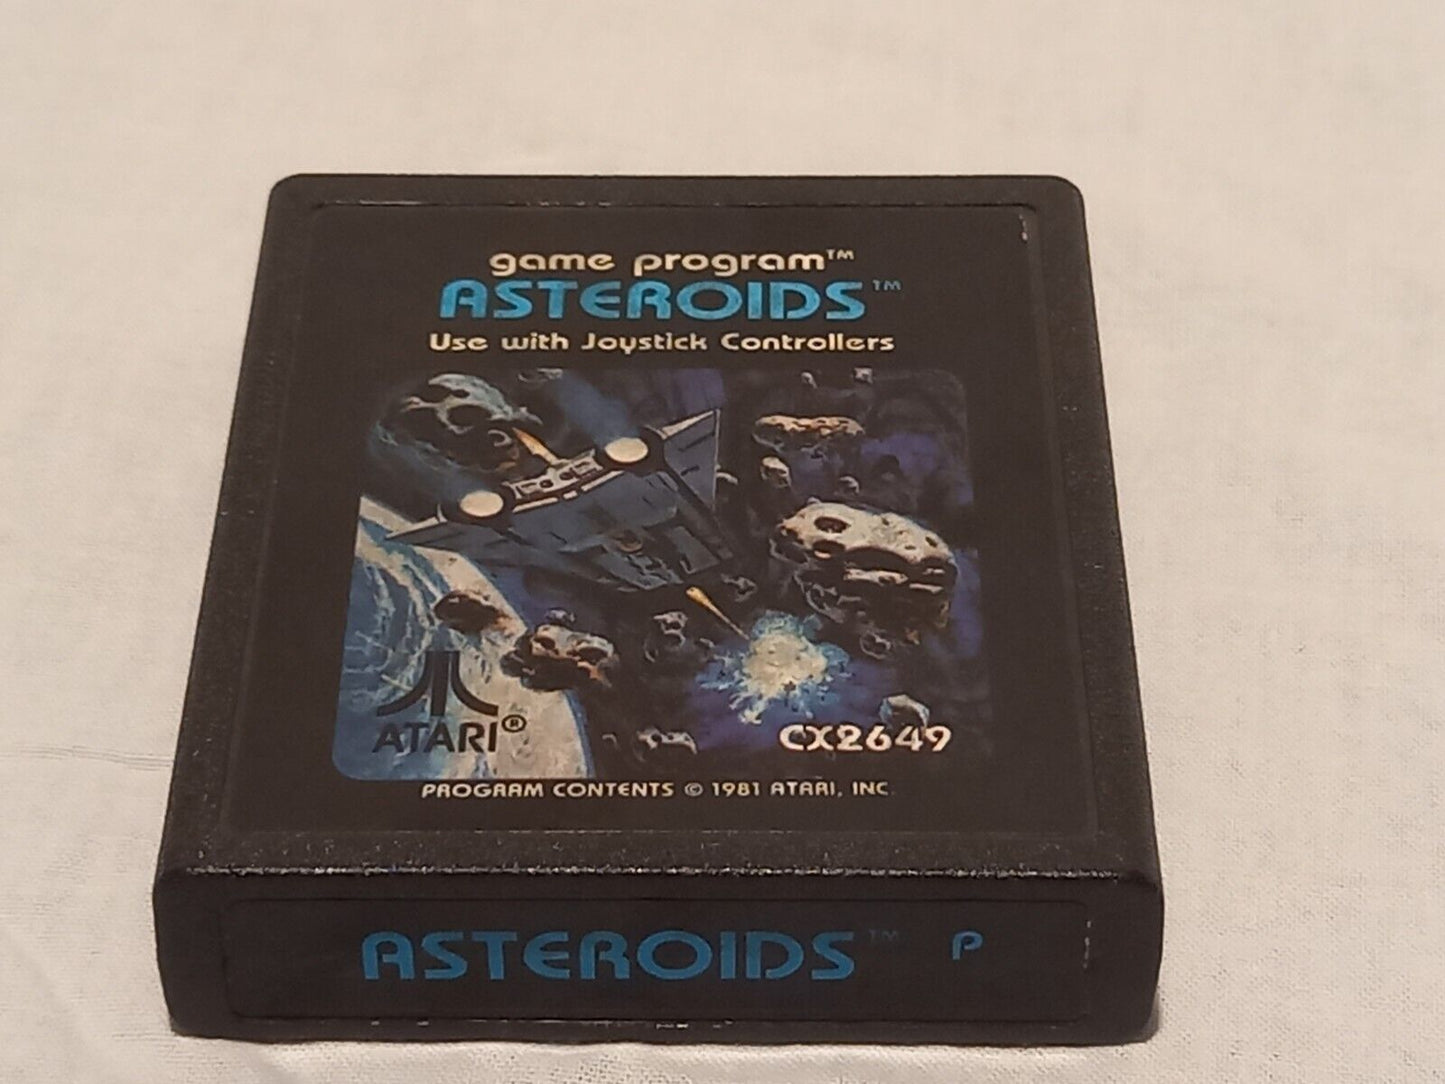 game program™
ASTEROIDS™
Use with Joystick Controllers
ATARI®
CX2649
PROGRAM CONTENTS © 1981 ATARI, INC.
ASTEROIDS™ P